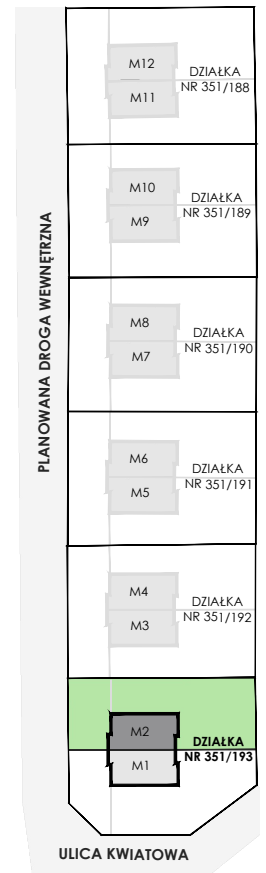 M12
M11
DZIAŁKA
NR 351/188
M10
M9
DZIAŁKA
NR 351/189
PLANOWANA DROGA WEWNĘTRZNA
M8
M7
DZIAŁKA
NR 351/190
M6
M5
DZIAŁKA
NR 351/191
M4
M3
DZIAŁKA
NR 351/192
M2
M1
DZIAŁKA
NR 351/193
ULICA KWIATOWA